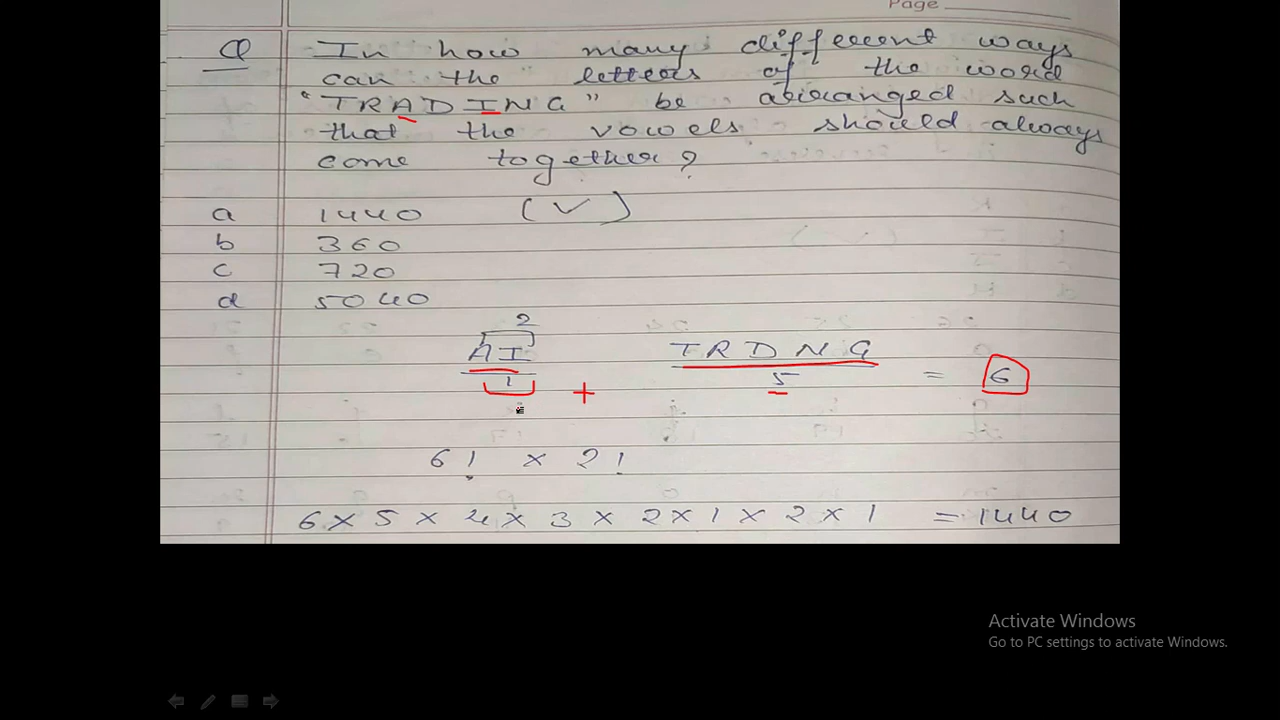 Page
Q In how many different ways
can the letters of the word
"TRADING" be arranged such
that the vowels should always
come together?
a 1440 (✓)
b 360
c 720
d 5040
2
AI TRDNG
1 + 5 = 6
6! × 2!
6 × 5 × 4 × 3 × 2 × 1 × 2 × 1 = 1440
Activate Windows
Go to PC settings to activate Windows.